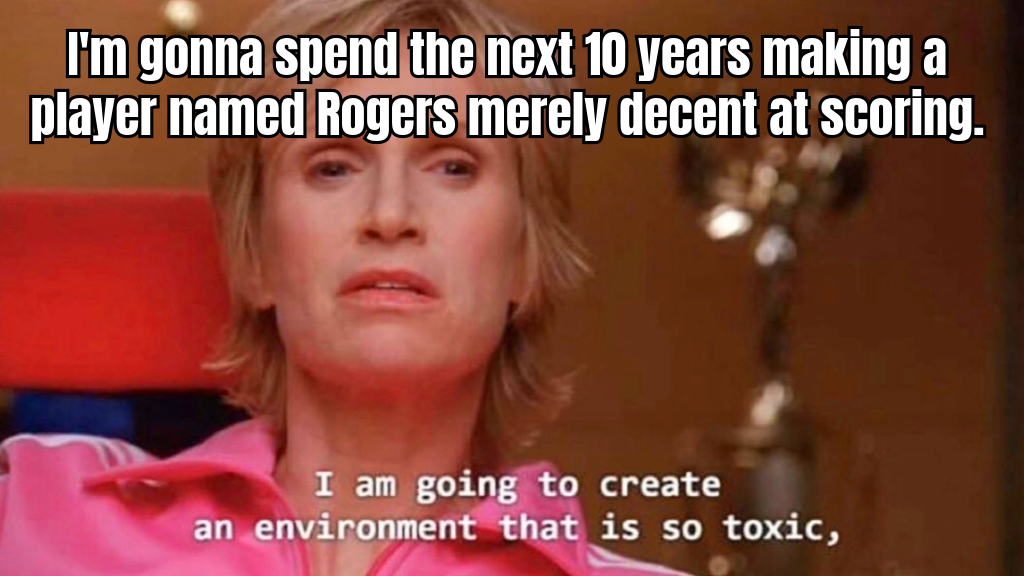 I'm gonna spend the next 10 years making a
player named Rogers merely decent at scoring.
I am going to create
an environment that is so toxic,